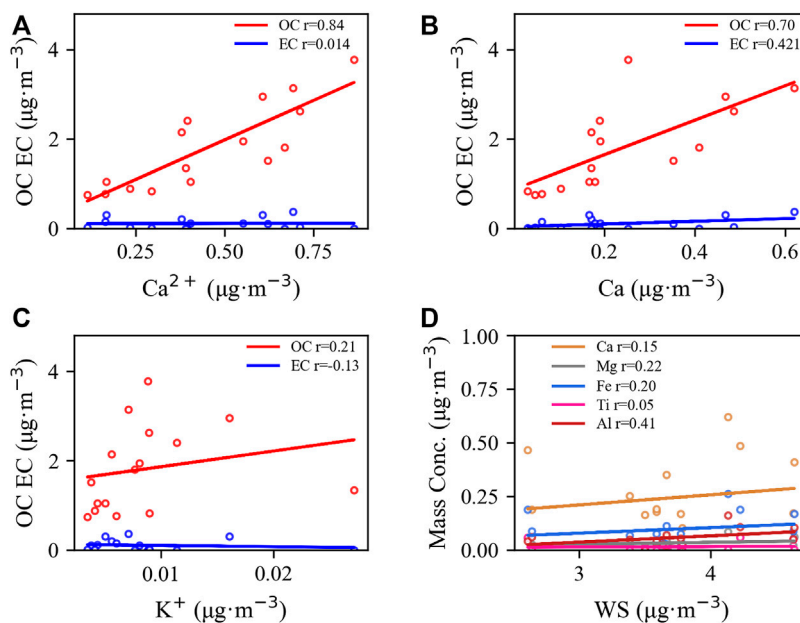 A
OC r=0.84
EC r=0.014
4
2
0
OC EC (μg·m⁻³)
0.25
0.50
0.75
Ca²⁺ (μg·m⁻³)
B
OC r=0.70
EC r=0.421
4
2
0
OC EC (μg·m⁻³)
0.2
0.4
0.6
Ca (μg·m⁻³)
C
OC r=0.21
EC r=-0.13
4
2
0
OC EC (μg·m⁻³)
0.01
0.02
K⁺ (μg·m⁻³)
D
Ca r=0.15
Mg r=0.22
Fe r=0.20
Ti r=0.05
Al r=0.41
1.00
0.75
0.50
0.25
0.00
Mass Conc. (μg·m⁻³)
3
4
WS (μg·m⁻³)